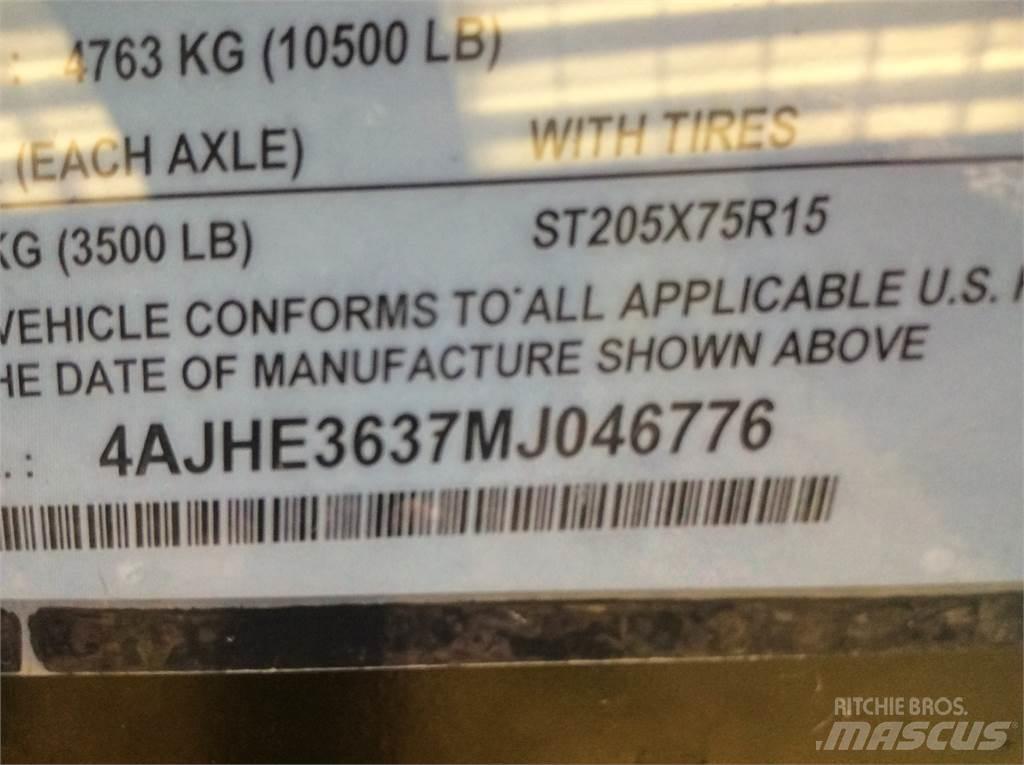 : 4763 KG (10500 LB)
(EACH AXLE) WITH TIRES
KG (3500 LB) ST205X75R15
VEHICLE CONFORMS TO ALL APPLICABLE U.S.
HE DATE OF MANUFACTURE SHOWN ABOVE
.: 4AJHE3637MJ046776
RITCHIE BROS.
MASCUS